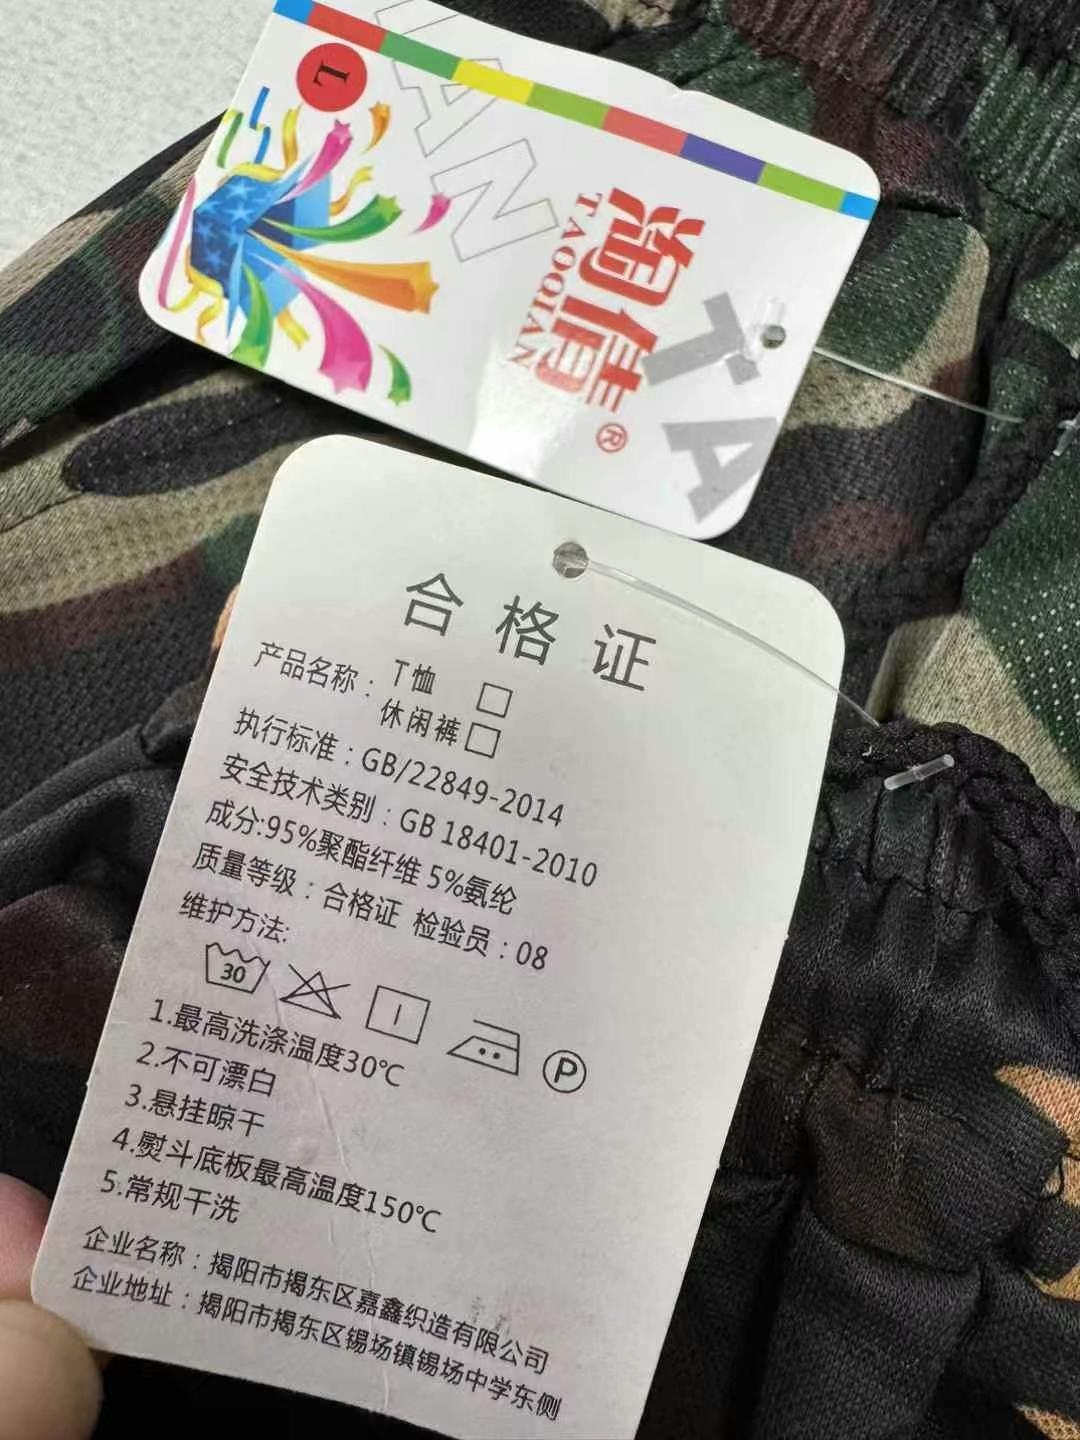 L
TAN
淘倩®
TAOQIAN
TA
合格证
产品名称：T恤 □
休闲裤 □
执行标准：GB/22849-2014
安全技术类别：GB 18401-2010
成分:95%聚酯纤维 5%氨纶
质量等级：合格证 检验员：08
维护方法:
30 P
1.最高洗涤温度30℃
2.不可漂白
3.悬挂晾干
4.熨斗底板最高温度150℃
5.常规干洗
企业名称：揭阳市揭东区嘉鑫织造有限公司
企业地址：揭阳市揭东区锡场镇锡场中学东侧